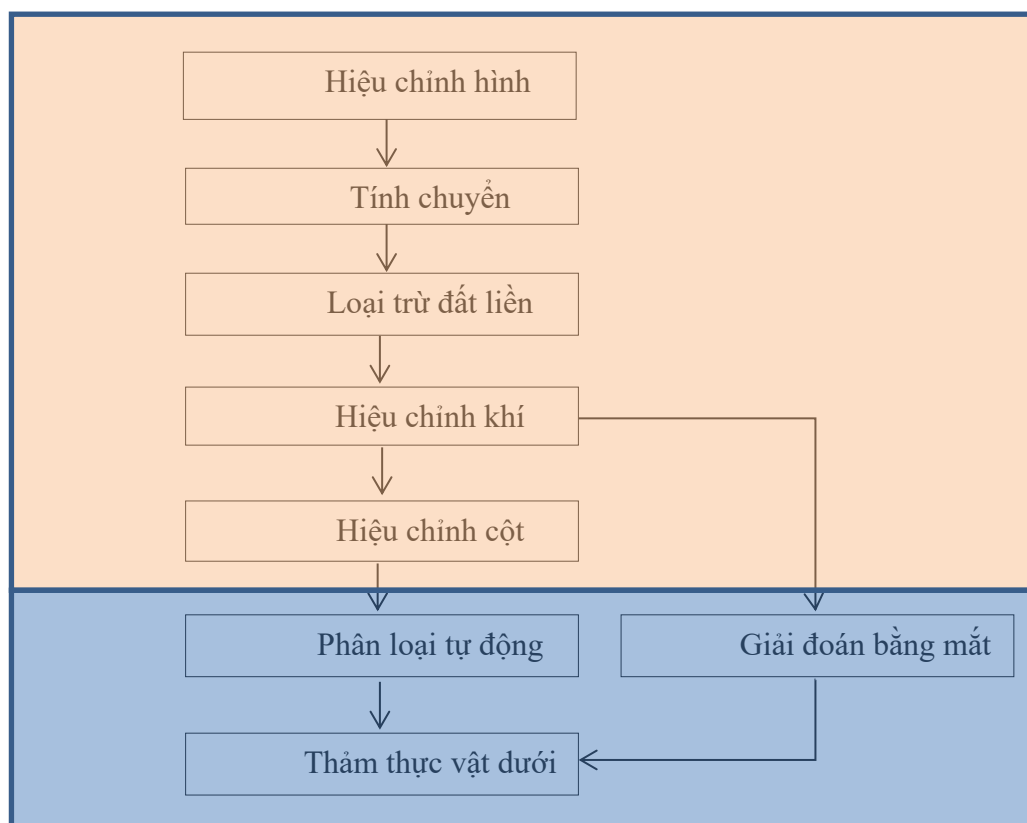 Hiệu chỉnh hình
Tính chuyển
Loại trừ đất liền
Hiệu chỉnh khí
Hiệu chỉnh cột
Phân loại tự động
Giải đoán bằng mắt
Thảm thực vật dưới